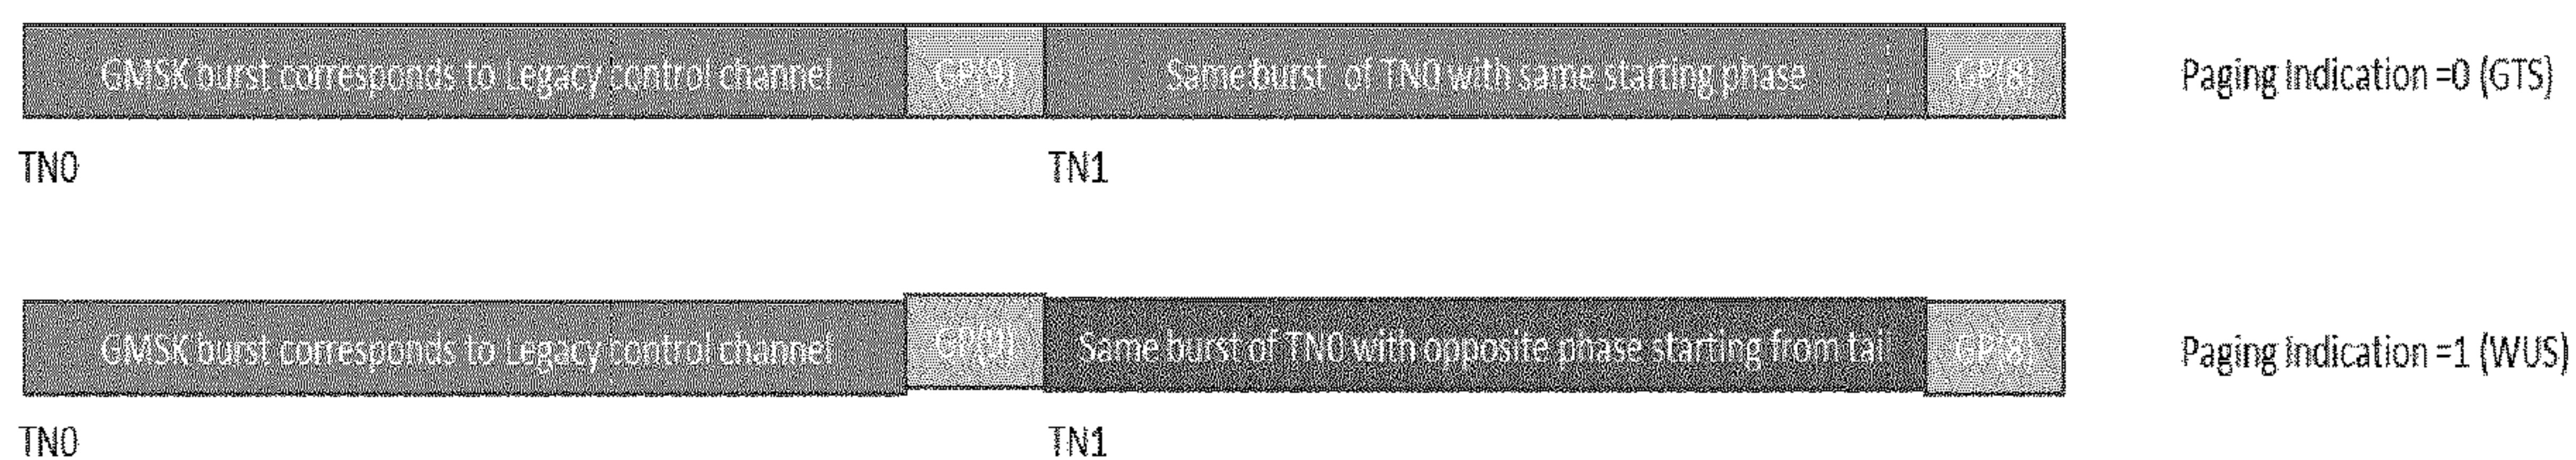 GMSK burst corresponds to Legacy control channel GP(9) Same burst of TN0 with same starting phase GP(8) Paging Indication =0 (GTS)
TN0 TN1
GMSK burst corresponds to Legacy control channel GP(9) Same burst of TN0 with opposite phase starting from tail GP(8) Paging Indication =1 (WUS)
TN0 TN1